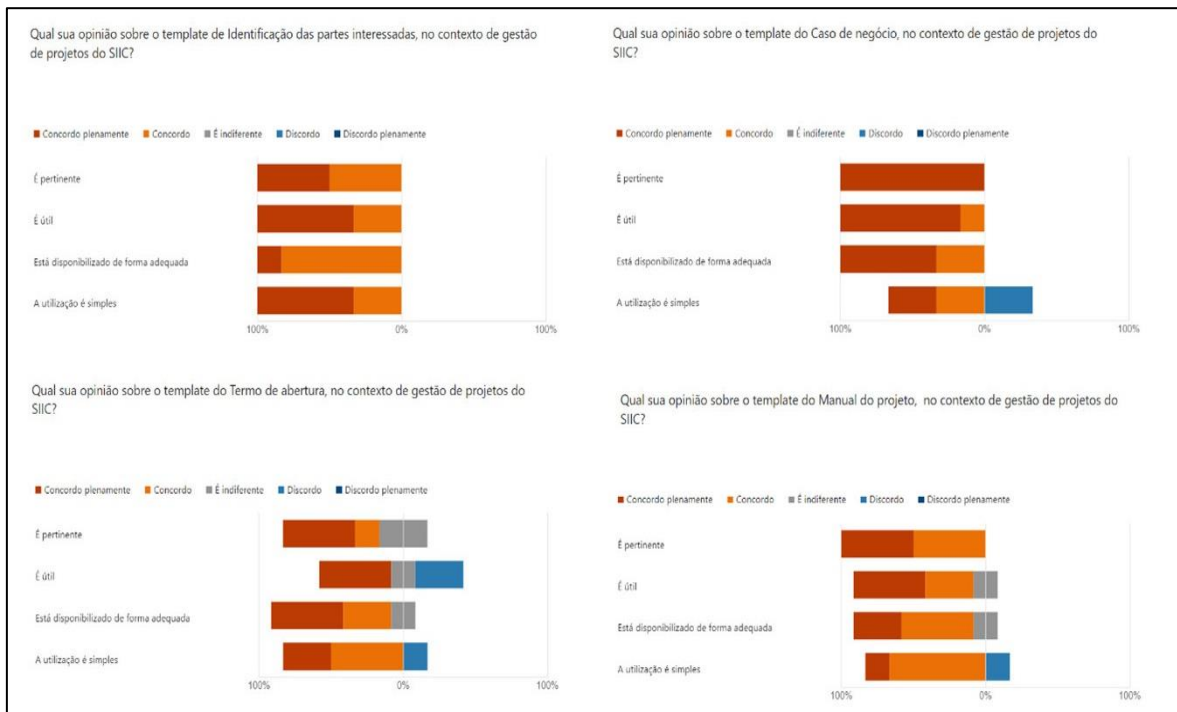 Qual sua opinião sobre o template de Identificação das partes interessadas, no contexto de gestão
de projetos do SIIC?
Concordo plenamente Concordo É indiferente Discordo Discordo plenamente
É pertinente
É útil
Está disponibilizado de forma adequada
A utilização é simples
100% 0% 100%
Qual sua opinião sobre o template do Caso de negócio, no contexto de gestão de projetos do
SIIC?
Concordo plenamente Concordo É indiferente Discordo Discordo plenamente
É pertinente
É útil
Está disponibilizado de forma adequada
A utilização é simples
100% 0% 100%
Qual sua opinião sobre o template do Termo de abertura, no contexto de gestão de projetos do
SIIC?
Concordo plenamente Concordo É indiferente Discordo Discordo plenamente
É pertinente
É útil
Está disponibilizado de forma adequada
A utilização é simples
100% 0% 100%
Qual sua opinião sobre o template do Manual do projeto, no contexto de gestão de projetos do
SIIC?
Concordo plenamente Concordo É indiferente Discordo Discordo plenamente
É pertinente
É útil
Está disponibilizado de forma adequada
A utilização é simples
100% 0% 100%